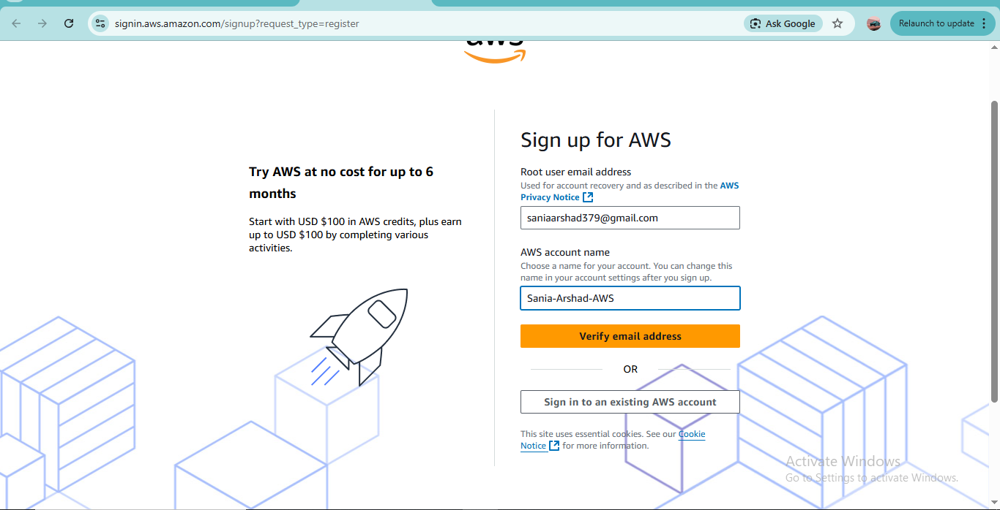 signin.aws.amazon.com/signup?request_type=register
Ask Google
Relaunch to update
aws
Try AWS at no cost for up to 6
months
Start with USD $100 in AWS credits, plus earn
up to USD $100 by completing various
activities.
Sign up for AWS
Root user email address
Used for account recovery and as described in the AWS
Privacy Notice
saniaarshad379@gmail.com
AWS account name
Choose a name for your account. You can change this
name in your account settings after you sign up.
Sania-Arshad-AWS
Verify email address
OR
Sign in to an existing AWS account
This site uses essential cookies. See our Cookie
Notice for more information.
Activate Windows
Go to Settings to activate Windows.